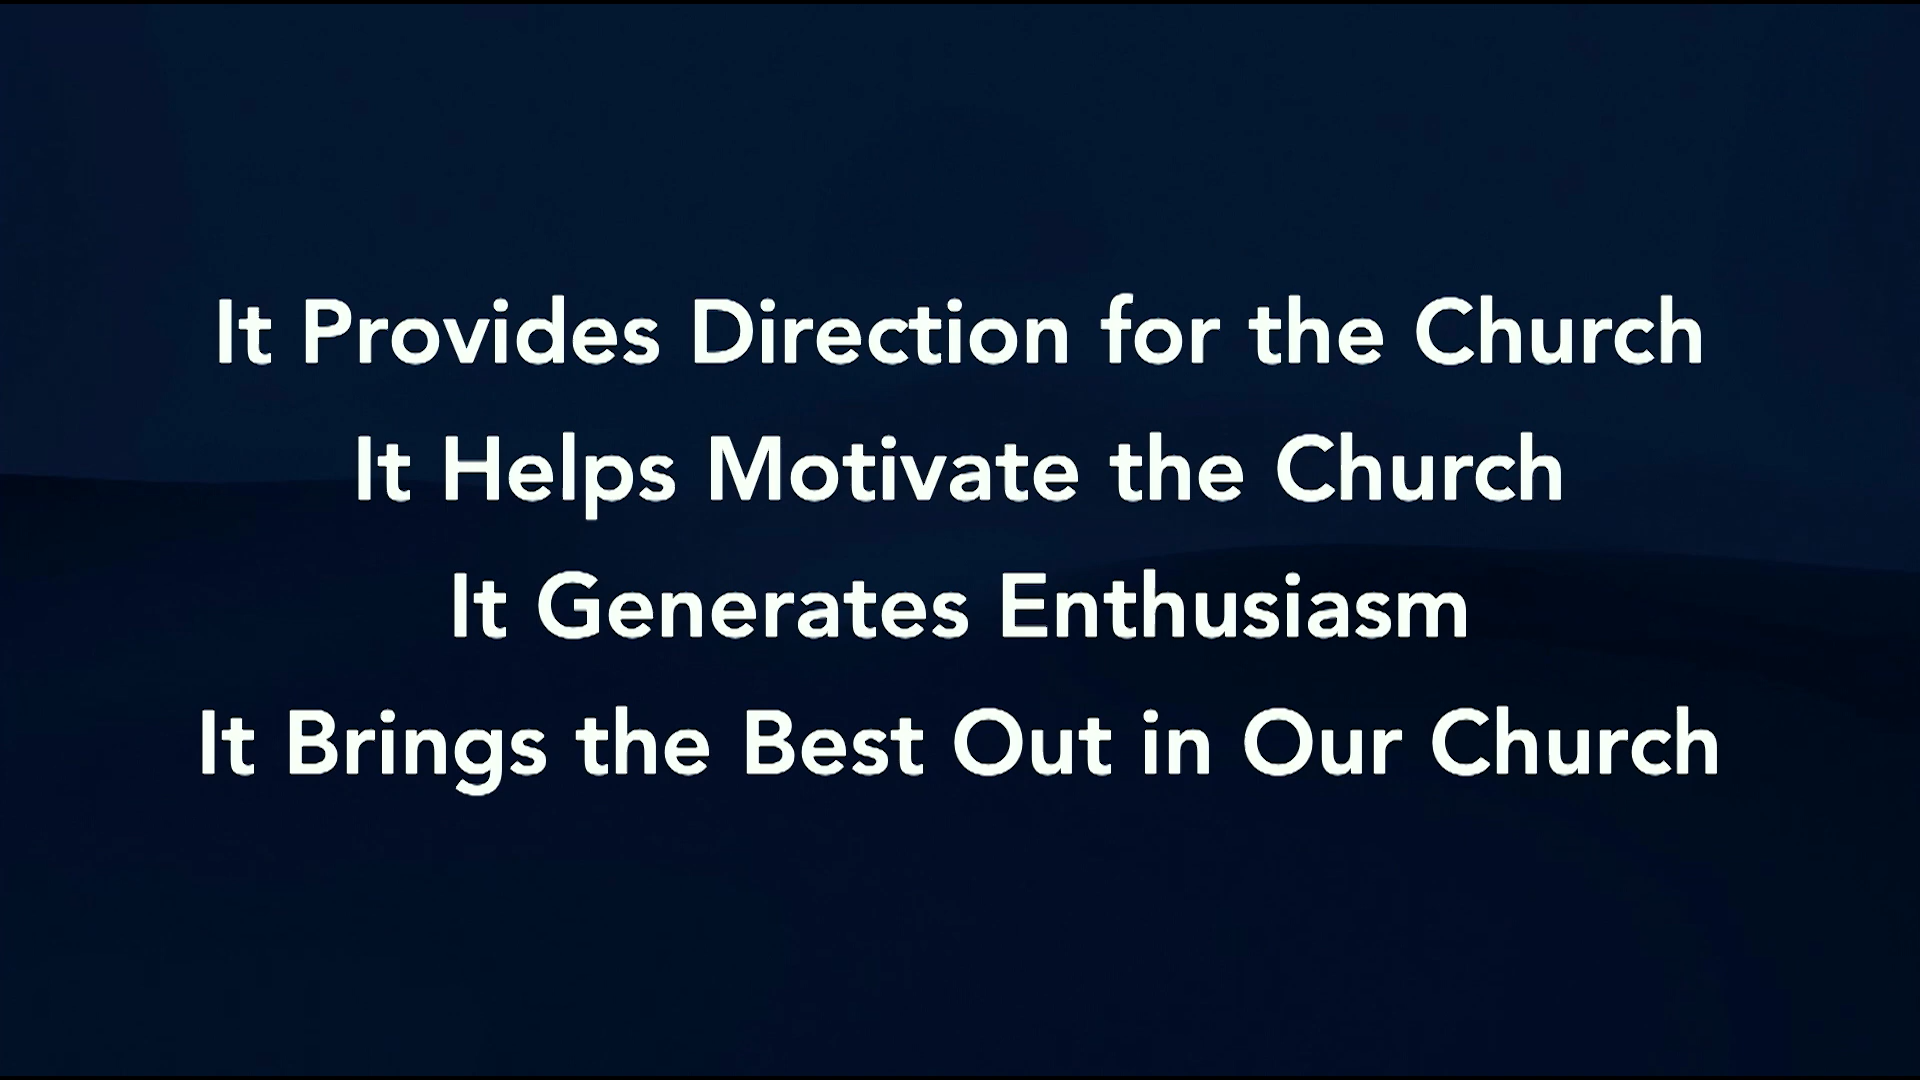 It Provides Direction for the Church
It Helps Motivate the Church
It Generates Enthusiasm
It Brings the Best Out in Our Church